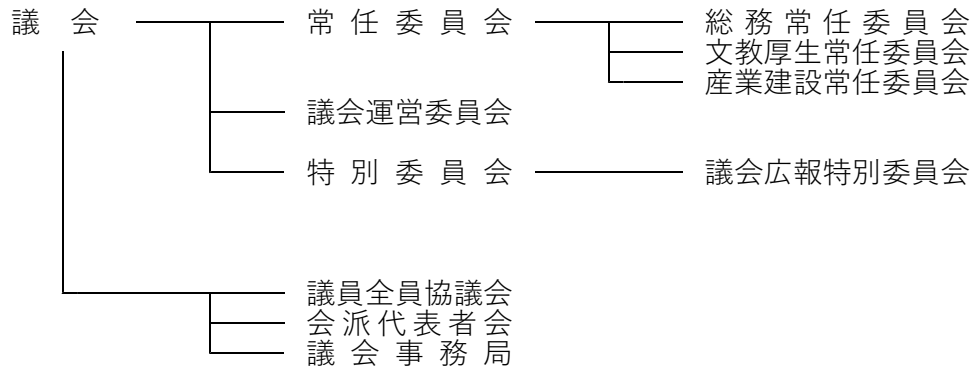 議会 常任委員会 総務常任委員会
文教厚生常任委員会
産業建設常任委員会
議会運営委員会
特別委員会 議会広報特別委員会
議員全員協議会
会派代表者会
議会事務局